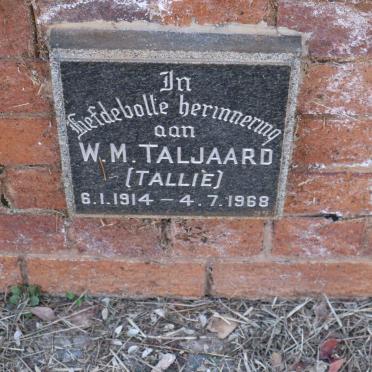 In
Liefdevolle herinnering
aan
W.M. TALJAARD
(TALLIE)
6.1.1914 – 4.7.1968